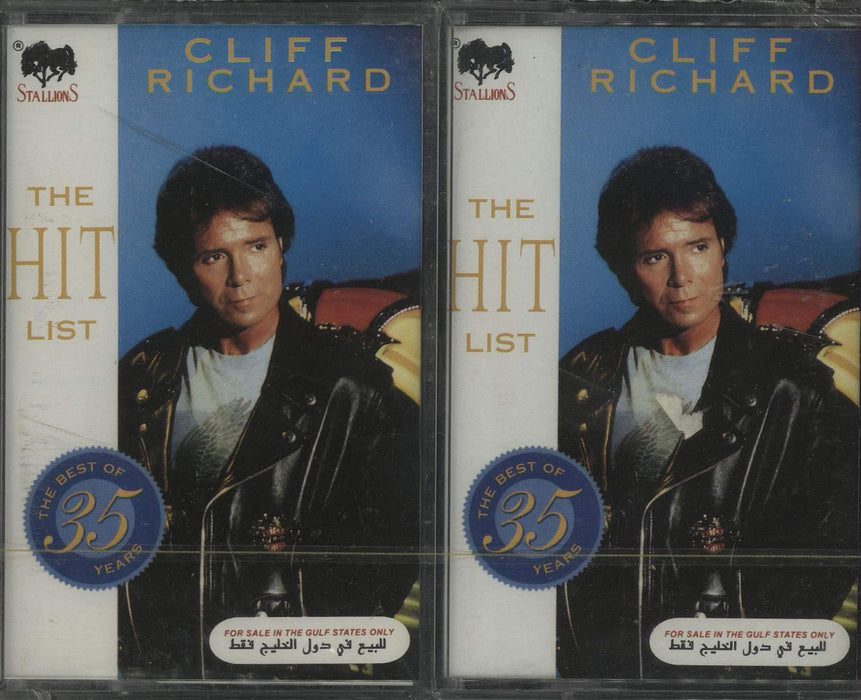 ®
STALLIONS
CLIFF
RICHARD
THE
HIT
LIST
THE BEST OF
35
YEARS
FOR SALE IN THE GULF STATES ONLY
للبيع في دول الخليج فقط
®
STALLIONS
CLIFF
RICHARD
THE
HIT
LIST
THE BEST OF
35
YEARS
FOR SALE IN THE GULF STATES ONLY
للبيع في دول الخليج فقط